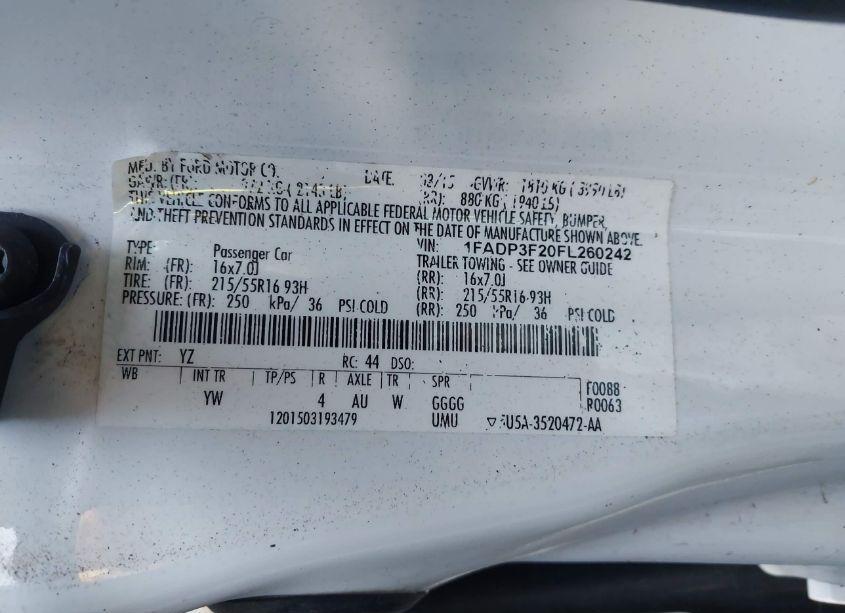 MFD. BY FORD MOTOR CO. DATE: GVWR:
880 KG
THIS VEHICLE CONFORMS TO ALL APPLICABLE FEDERAL MOTOR VEHICLE SAFETY, BUMPER,
AND THEFT PREVENTION STANDARDS IN EFFECT ON THE DATE OF MANUFACTURE SHOWN ABOVE.
VIN: 1FADP3F20FL260242
TYPE: Passenger Car TRAILER TOWING - SEE OWNER GUIDE
RIM: (FR): 16x7.0J (RR): 16x7.0J
TIRE: (FR): 215/55R16 93H (RR): 215/55R16 93H
PRESSURE: (FR): 250 kPa/ 36 PSI COLD (RR): 250 kPa/ 36 PSI COLD
EXT PNT: YZ RC: 44 DSO:
WB INT TR TP/PS R AXLE TR SPR F0088
YW 4 AU W GGGG R0063
1201503193479 UMU 5U5A-3520472-AA